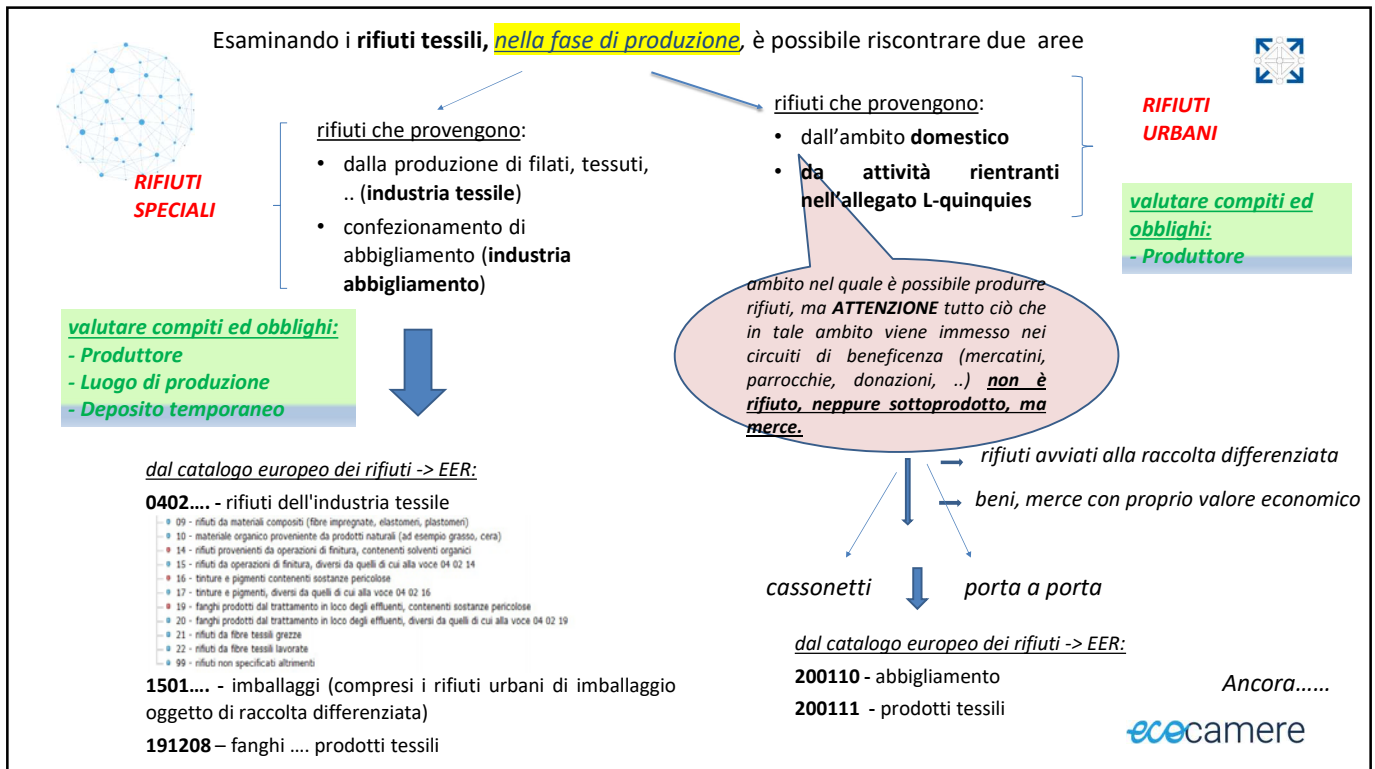 Esaminando i rifiuti tessili, nella fase di produzione, è possibile riscontrare due aree
RIFIUTI
SPECIALI
rifiuti che provengono:
• dalla produzione di filati, tessuti,
.. (industria tessile)
• confezionamento di
abbigliamento (industria
abbigliamento)
valutare compiti ed obblighi:
- Produttore
- Luogo di produzione
- Deposito temporaneo
dal catalogo europeo dei rifiuti -> EER:
0402…. - rifiuti dell'industria tessile
09 - rifiuti da materiali compositi (fibre impregnate, elastomeri, plastomeri)
10 - materiale organico proveniente da prodotti naturali (ad esempio grasso, cera)
14 - rifiuti provenienti da operazioni di finitura, contenenti solventi organici
15 - rifiuti da operazioni di finitura, diversi da quelli di cui alla voce 04 02 14
16 - tinture e pigmenti contenenti sostanze pericolose
17 - tinture e pigmenti, diversi da quelli di cui alla voce 04 02 16
19 - fanghi prodotti dal trattamento in loco degli effluenti, contenenti sostanze pericolose
20 - fanghi prodotti dal trattamento in loco degli effluenti, diversi da quelli di cui alla voce 04 02 19
21 - rifiuti da fibre tessili grezze
22 - rifiuti da fibre tessili lavorate
99 - rifiuti non specificati altrimenti
1501…. - imballaggi (compresi i rifiuti urbani di imballaggio
oggetto di raccolta differenziata)
191208 – fanghi …. prodotti tessili
rifiuti che provengono:
• dall'ambito domestico
• da attività rientranti
nell'allegato L-quinquies
RIFIUTI
URBANI
valutare compiti ed
obblighi:
- Produttore
ambito nel quale è possibile produrre
rifiuti, ma ATTENZIONE tutto ciò che
in tale ambito viene immesso nei
circuiti di beneficenza (mercatini,
parrocchie, donazioni, ..) non è
rifiuto, neppure sottoprodotto, ma
merce.
rifiuti avviati alla raccolta differenziata
beni, merce con proprio valore economico
cassonetti
porta a porta
dal catalogo europeo dei rifiuti -> EER:
200110 - abbigliamento
200111 - prodotti tessili
Ancora……
ecocamere